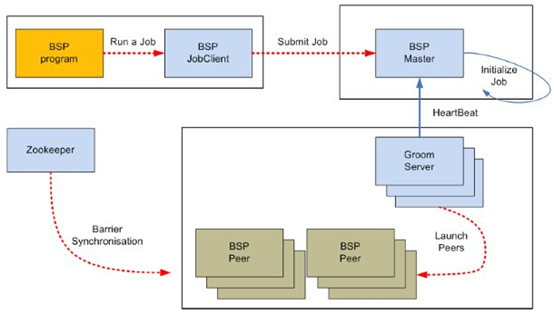 BSP
program
Run a Job
BSP
JobClient
Submit Job
BSP
Master
Initialize
Job
HeartBeat
Zookeeper
Groom
Server
Barrier
Synchronisation
BSP
Peer
BSP
Peer
Launch
Peers